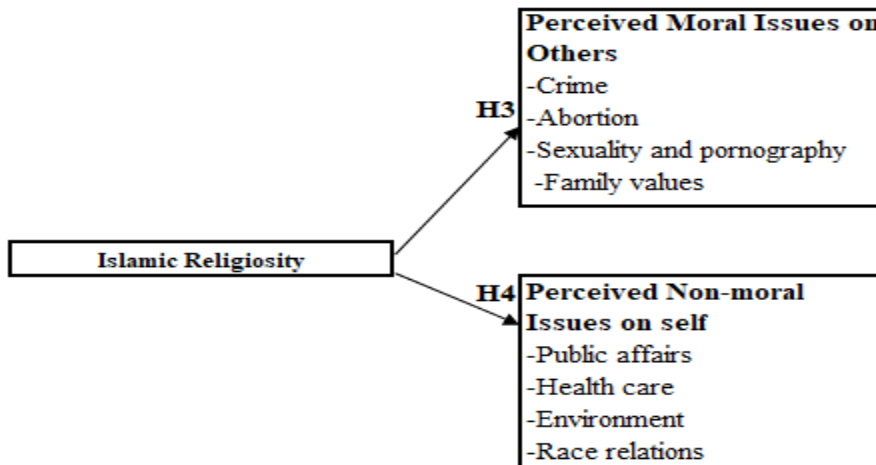 Perceived Moral Issues on
Others
-Crime
H3
-Abortion
-Sexuality and pornography
-Family values
Islamic Religiosity
H4
Perceived Non-moral
Issues on self
-Public affairs
-Health care
-Environment
-Race relations